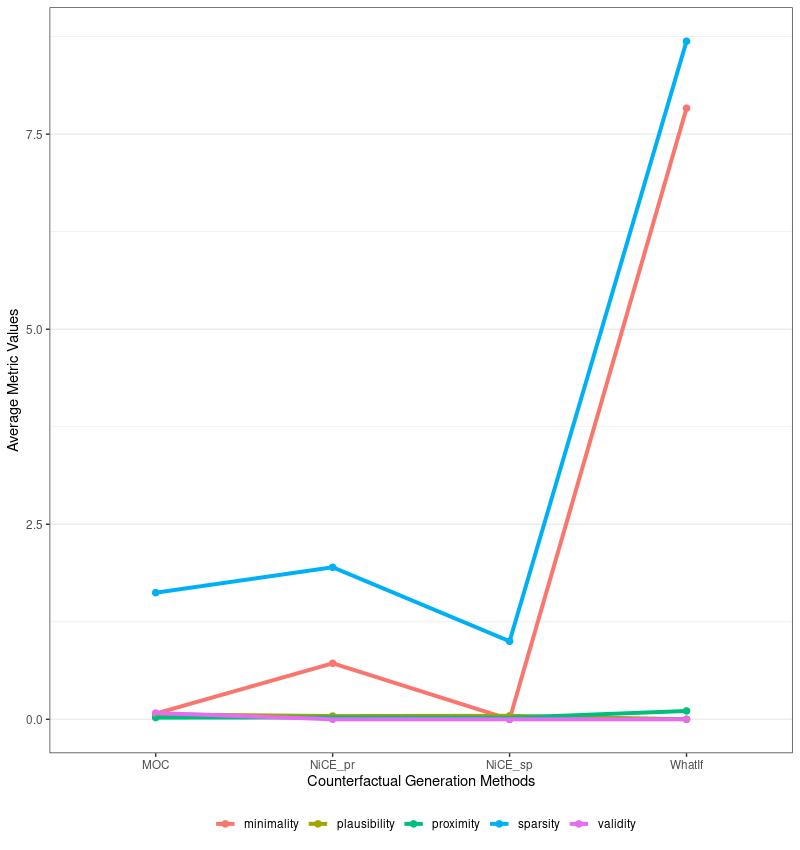 Average Metric Values
7.5
5.0
2.5
0.0
MOC NiCE_pr NiCE_sp WhatIf
Counterfactual Generation Methods
minimality plausibility proximity sparsity validity